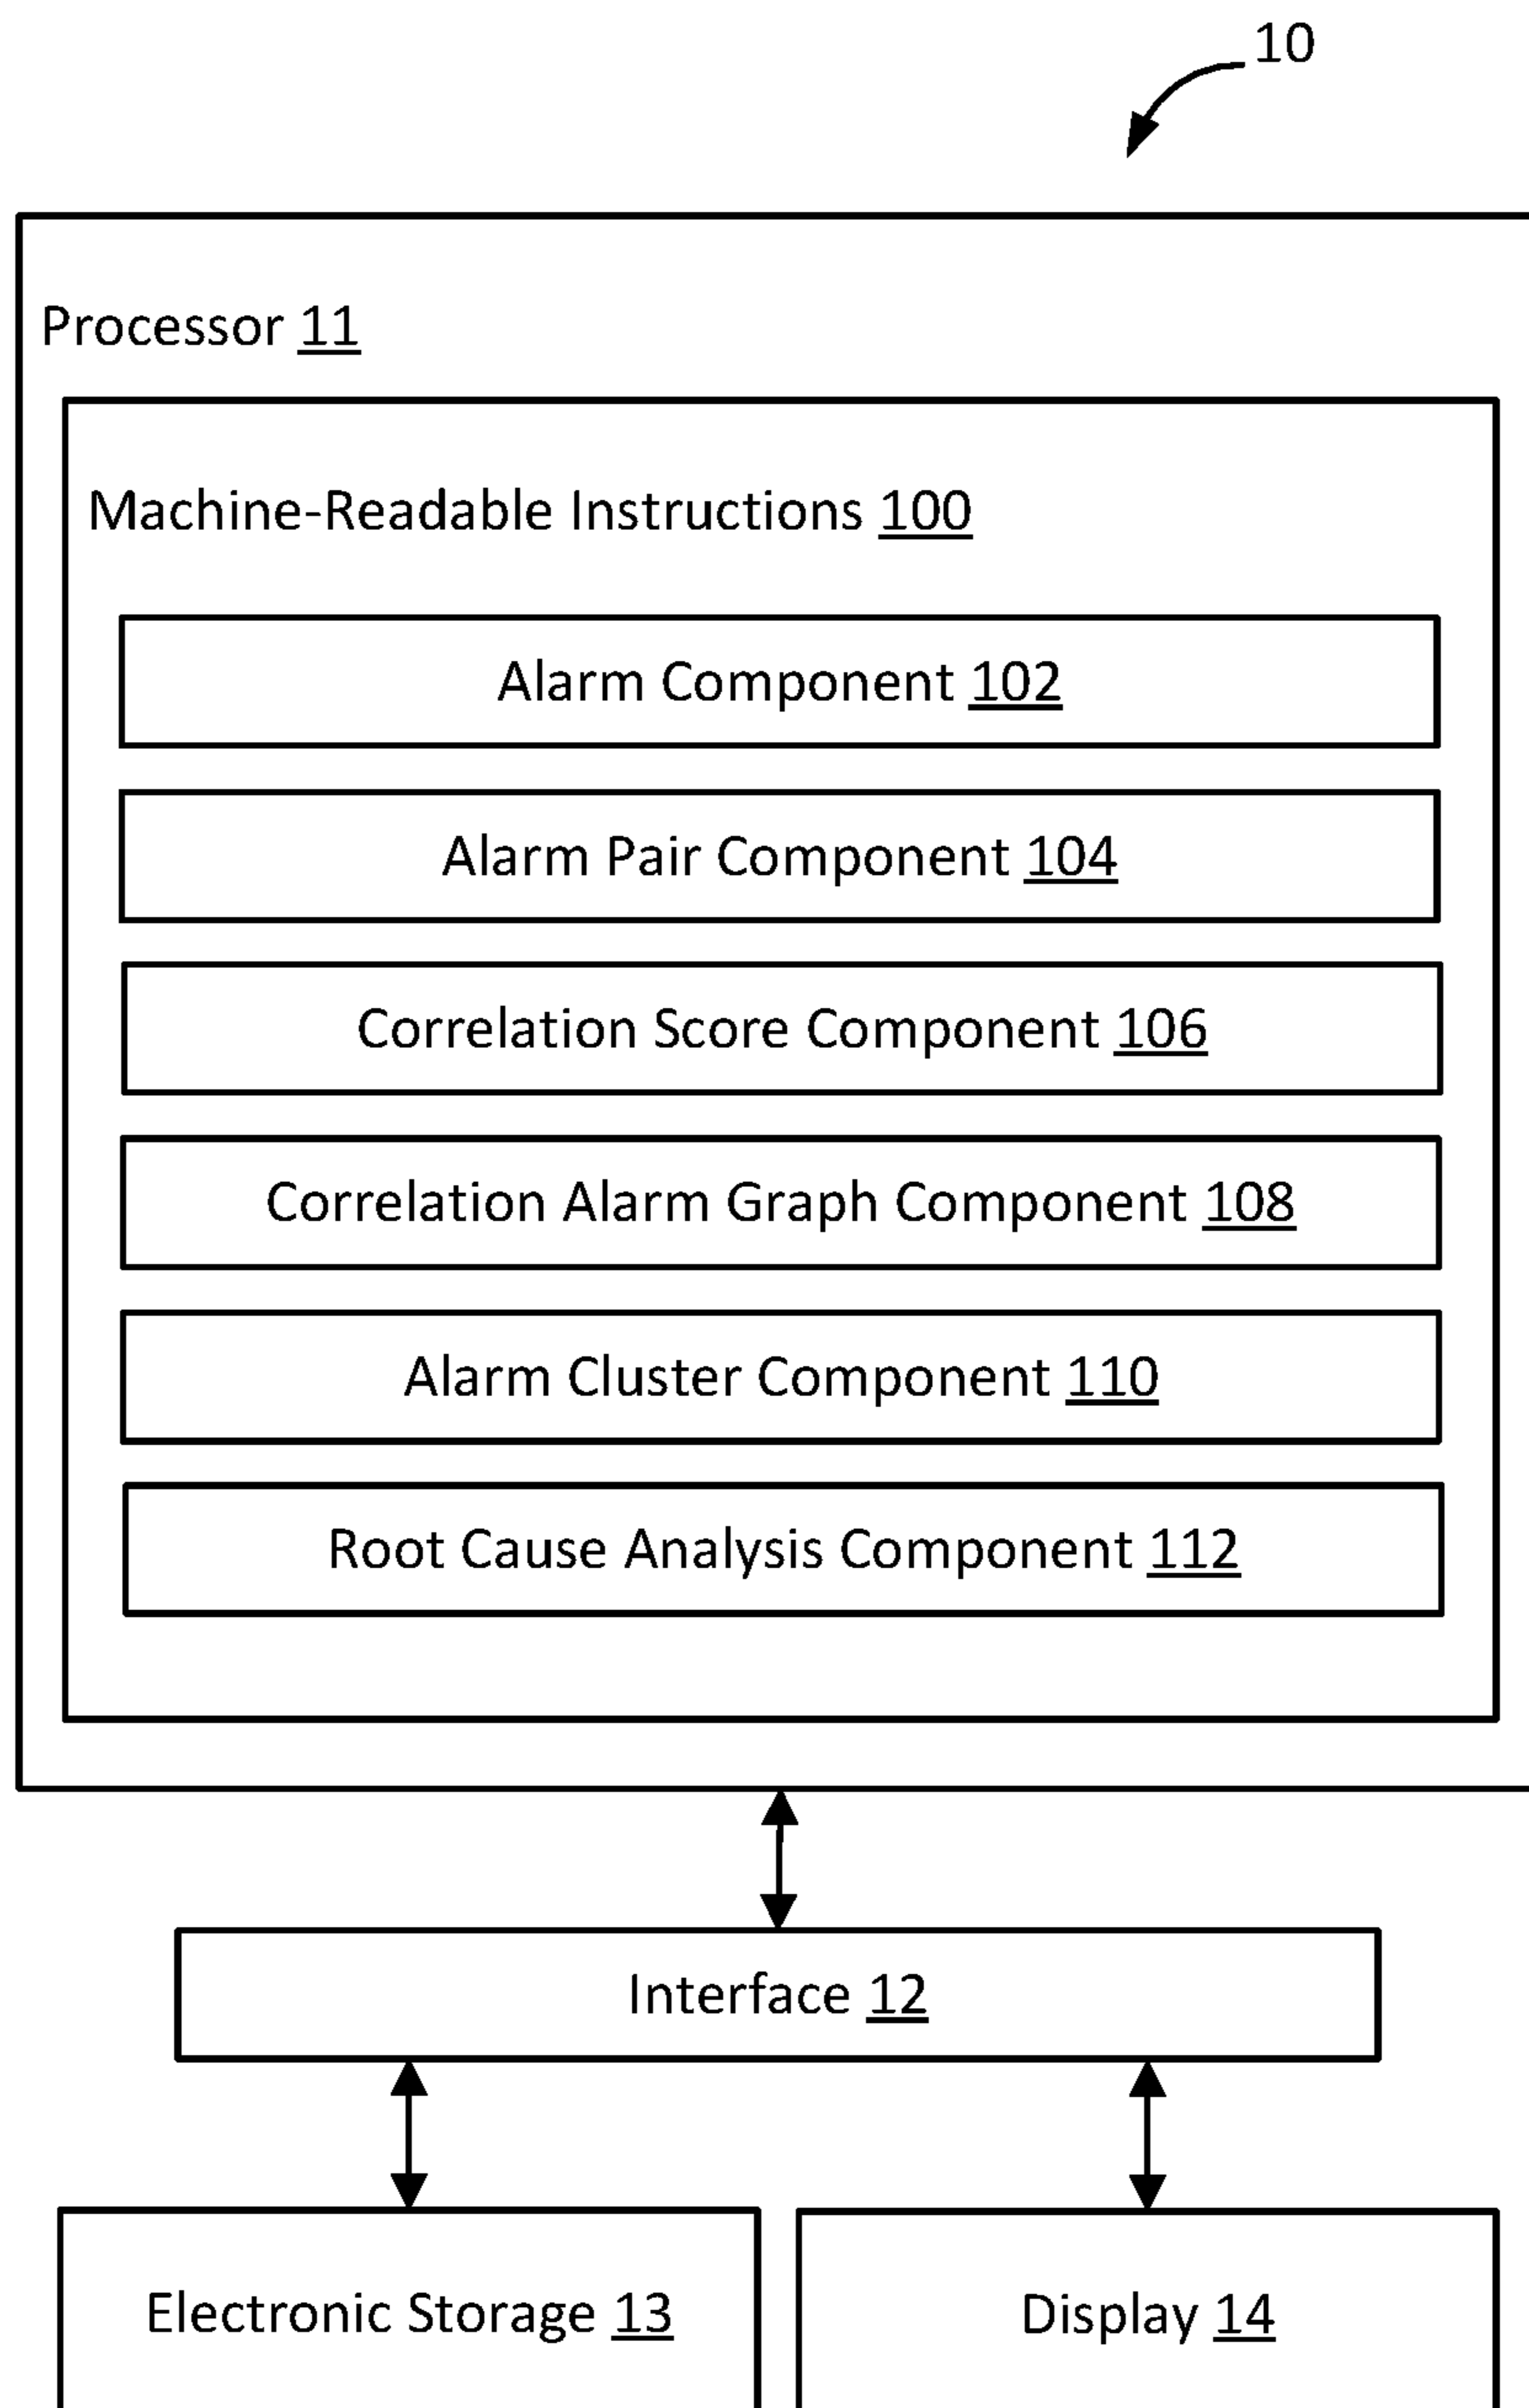 10
Processor 11
Machine-Readable Instructions 100
Alarm Component 102
Alarm Pair Component 104
Correlation Score Component 106
Correlation Alarm Graph Component 108
Alarm Cluster Component 110
Root Cause Analysis Component 112
Interface 12
Electronic Storage 13
Display 14